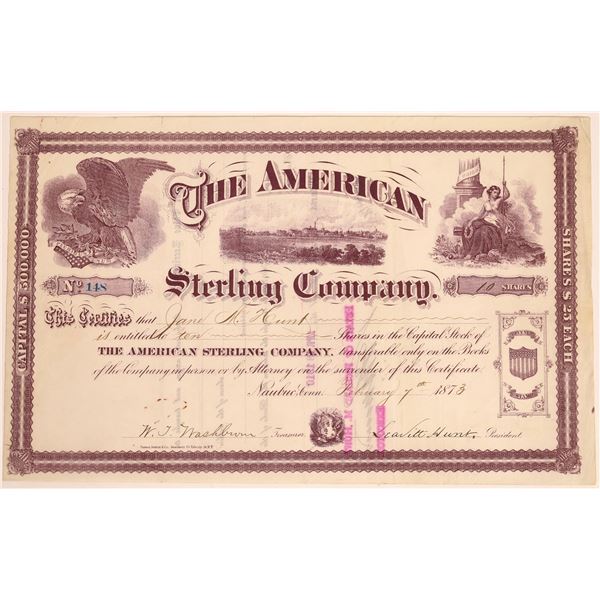 THE AMERICAN
Sterling Company.
CAPITAL $ 500,000
SHARES $ 25 EACH
No. 148
10 SHARES
This Certifies that Jane M. Hunt
is entitled to ten Shares in the Capital Stock of
THE AMERICAN STERLING COMPANY, transferable only on the Books
of the Company in person or by Attorney on the surrender of this Certificate
Naubuc Conn. February 7th 1873
W. T. Washburn Treasurer
Leavitt Hunt. President